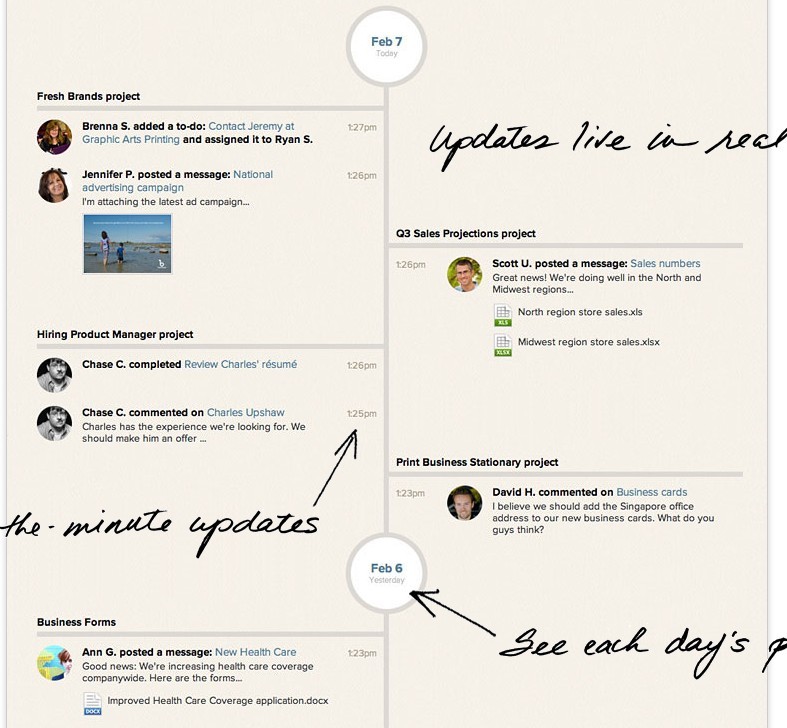 Feb 7
Today
Fresh Brands project
Brenna S. added a to-do: Contact Jeremy at
Graphic Arts Printing and assigned it to Ryan S.
1:27pm
Updates live in real
Jennifer P. posted a message: National
advertising campaign
1:26pm
I'm attaching the latest ad campaign...
Q3 Sales Projections project
1:26pm
Scott U. posted a message: Sales numbers
Great news! We're doing well in the North and
Midwest regions...
XLS
North region store sales.xls
XLSX
Midwest region store sales.xlsx
Hiring Product Manager project
Chase C. completed Review Charles' résumé
1:26pm
Chase C. commented on Charles Upshaw
1:25pm
Charles has the experience we're looking for. We
should make him an offer ...
Print Business Stationary project
1:23pm
David H. commented on Business cards
I believe we should add the Singapore office
address to our new business cards. What do you
guys think?
the-minute updates
Feb 6
Yesterday
Business Forms
See each day's
Ann G. posted a message: New Health Care
1:23pm
Good news: We're increasing health care coverage
companywide. Here are the forms...
DOCX
Improved Health Care Coverage application.docx